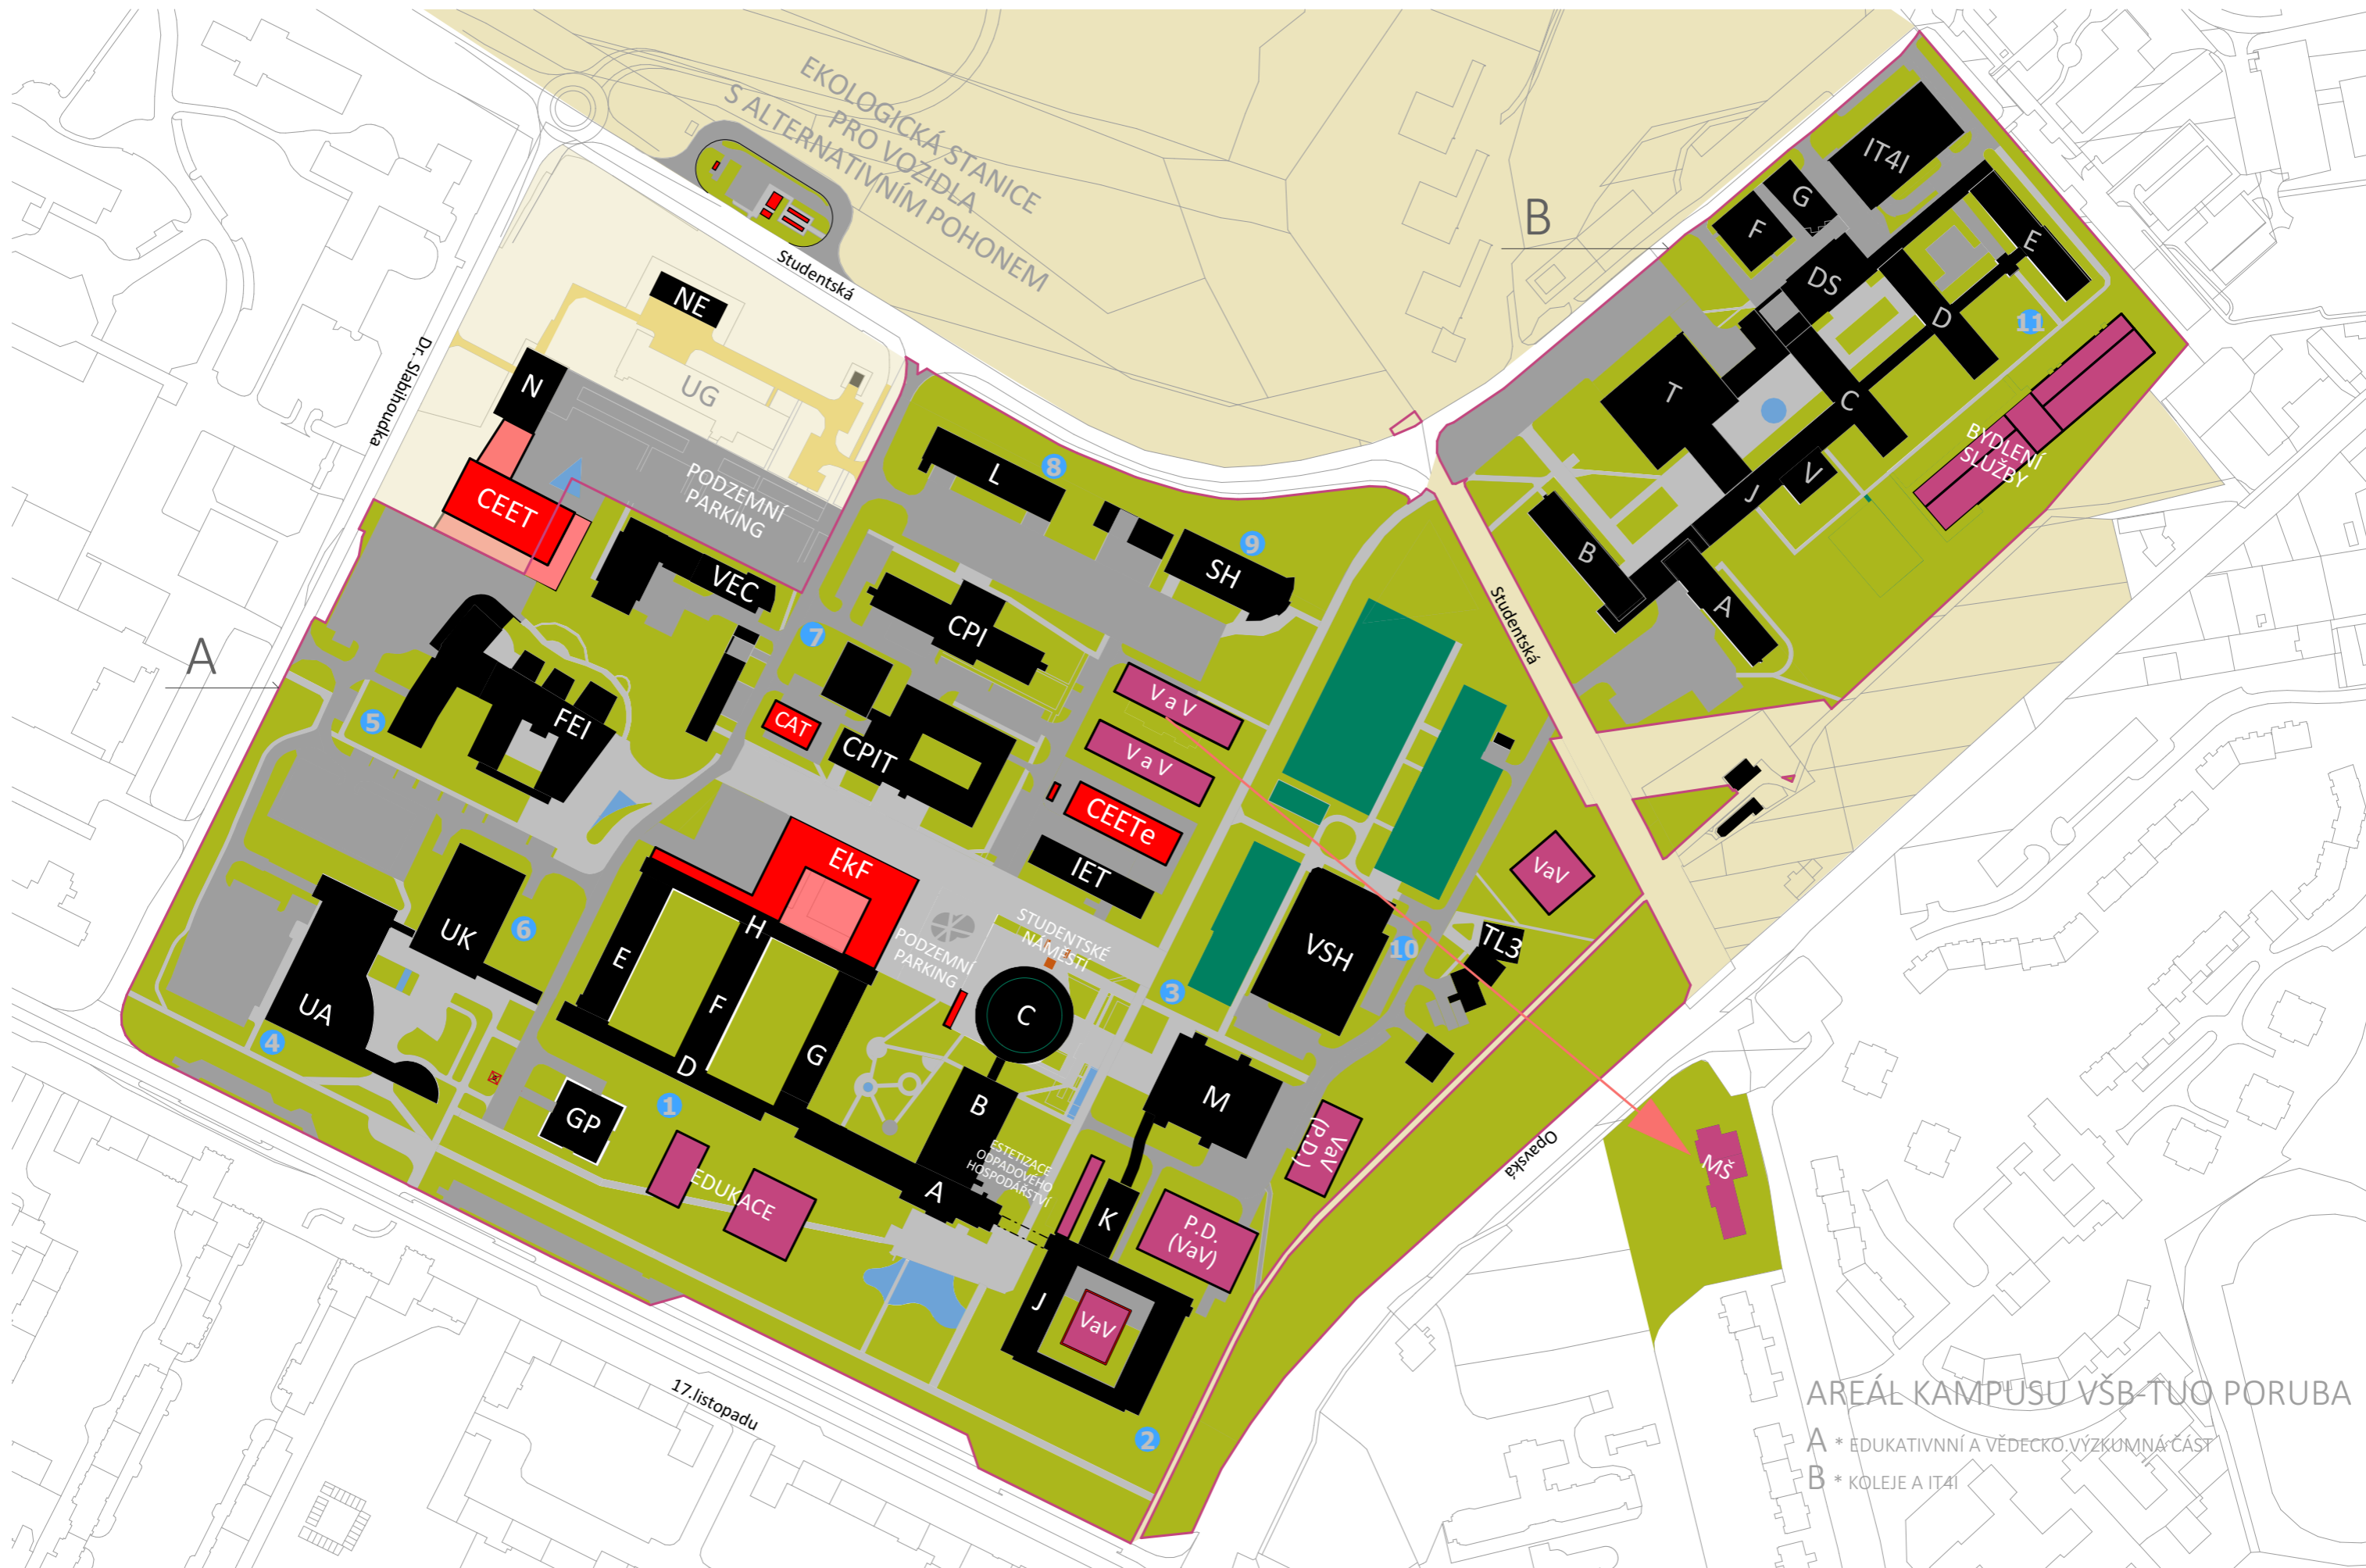 EKOLOGICKÁ STANICE
PRO VOZIDLA
S ALTERNATIVNÍM POHONEM
Studentská
Dr. Slabihoudka
NE
UG
N
CEET
PODZEMNÍ
PARKING
VEC
L
8
SH
9
CPI
7
A
5
FEI
CAT
CPIT
V a V
V a V
CEETe
IET
EkF
H
E
F
G
D
UK
6
UA
4
GP
1
EDUKACE
PODZEMNÍ
PARKING
STUDENTSKÉ
NÁMĚSTÍ
C
3
B
ESTETIZACE
ODPADOVÉHO
HOSPODÁŘSTVÍ
A
M
K
J
VaV
P.D.
(VaV)
VaV
(P.D.)
VSH
10
TL3
VaV
2
17.listopadu
Opavská
MŠ
Studentská
B
IT4I
G
F
E
DS
D
11
T
C
V
J
B
A
BYDLENÍ
SLUŽBY
AREÁL KAMPUSU VŠB-TUO PORUBA
A * EDUKATIVNNÍ A VĚDECKO.VÝZKUMNÁ ČÁST
B * KOLEJE A IT4I